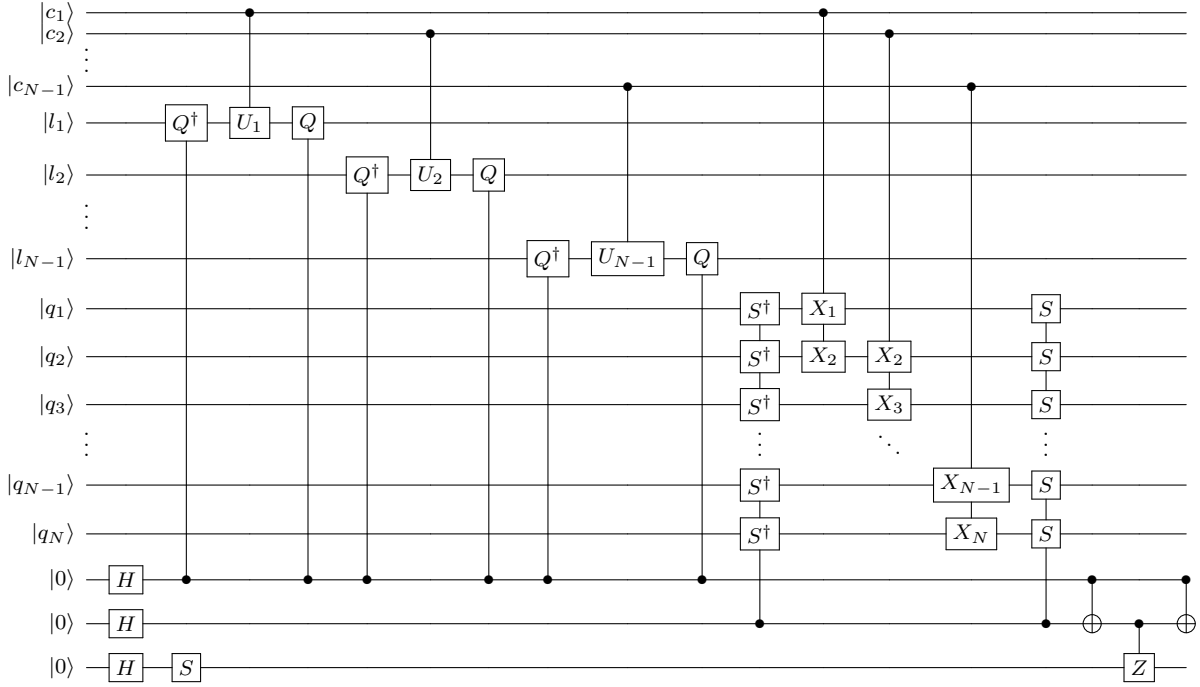 |c₁⟩
|c₂⟩
⋮
|c_{N−1}⟩
|l₁⟩ Q† U₁ Q
|l₂⟩ Q† U₂ Q
⋮
|l_{N−1}⟩ Q† U_{N−1} Q
|q₁⟩ S† X₁ S
|q₂⟩ S† X₂ X₂ S
|q₃⟩ S† X₃ S
⋮ ⋮ ⋱ ⋮
|q_{N−1}⟩ S† X_{N−1} S
|q_N⟩ S† X_N S
|0⟩ H
|0⟩ H
|0⟩ H S Z